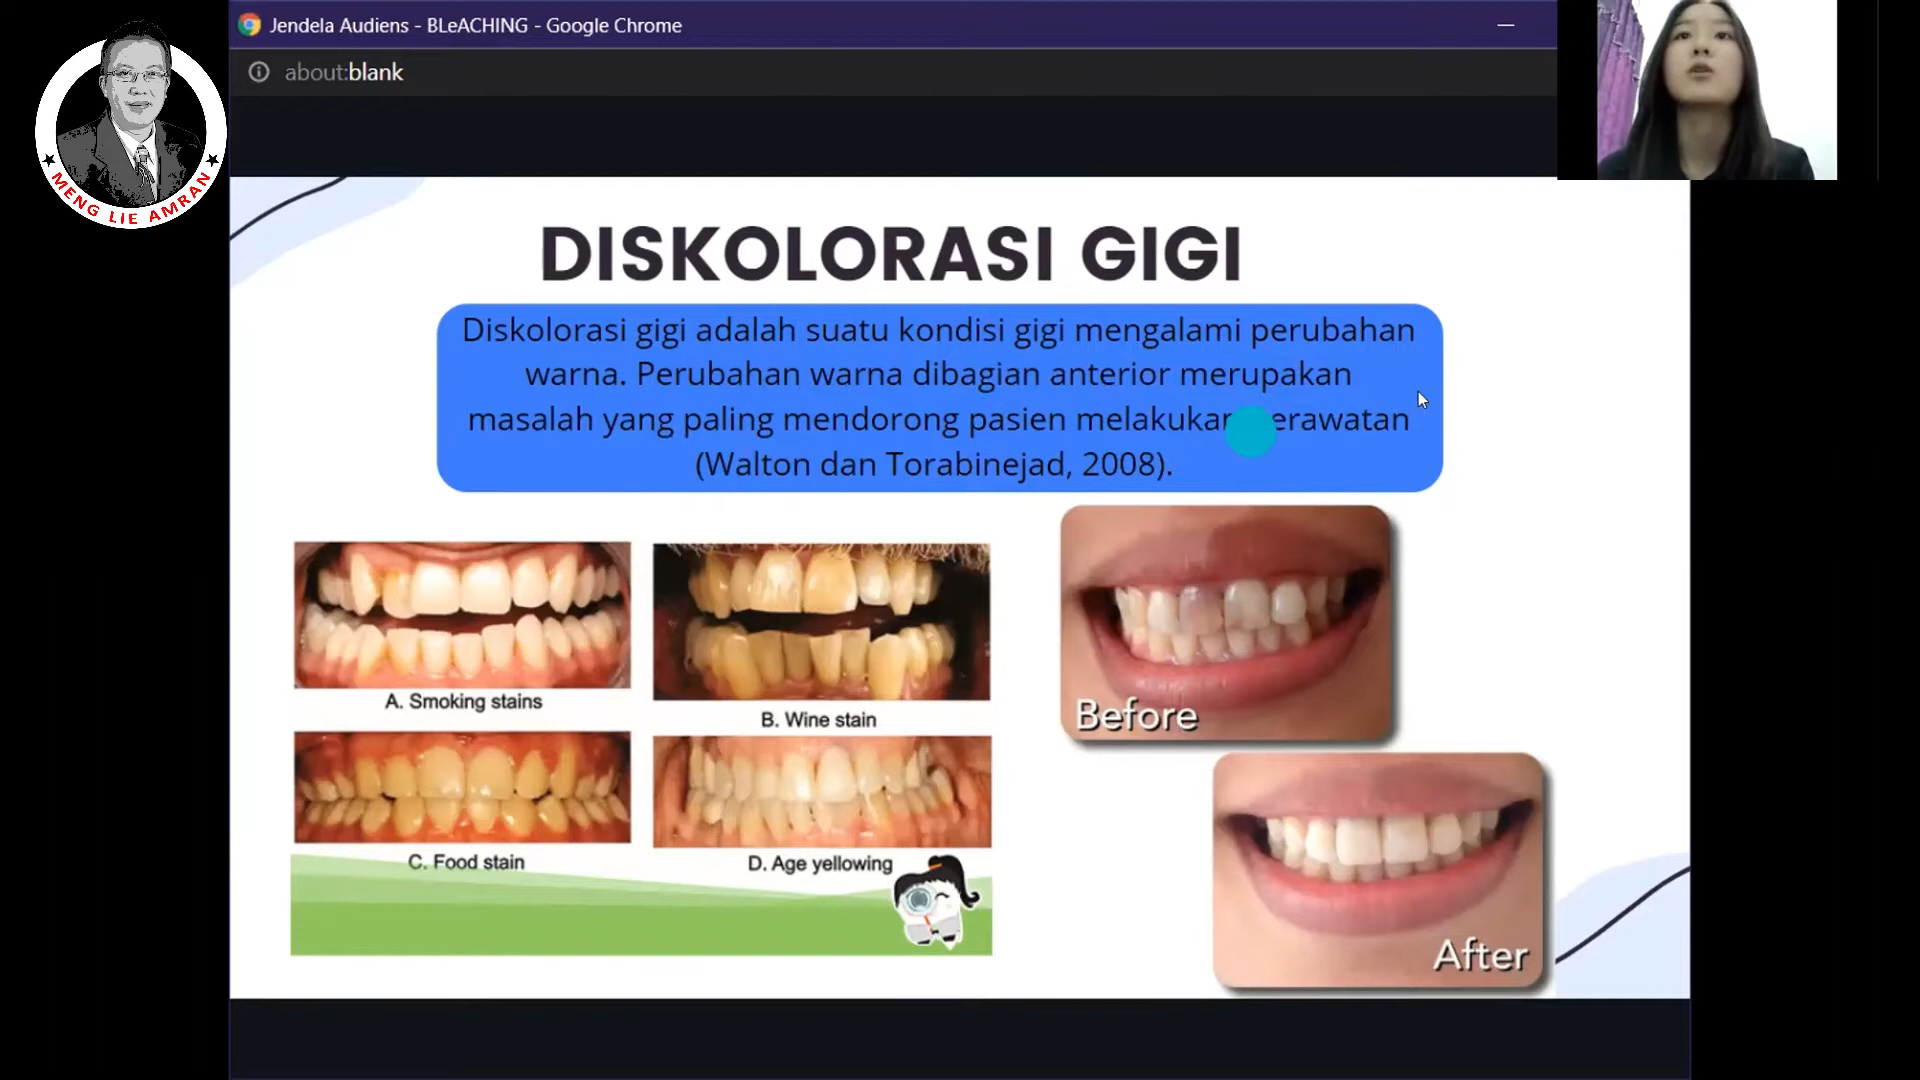 Jendela Audiens - BLeACHING - Google Chrome
about:blank
MENG LIE AMRAN
DISKOLORASI GIGI
Diskolorasi gigi adalah suatu kondisi gigi mengalami perubahan
warna. Perubahan warna dibagian anterior merupakan
masalah yang paling mendorong pasien melakukan perawatan
(Walton dan Torabinejad, 2008).
A. Smoking stains
B. Wine stain
C. Food stain
D. Age yellowing
Before
After